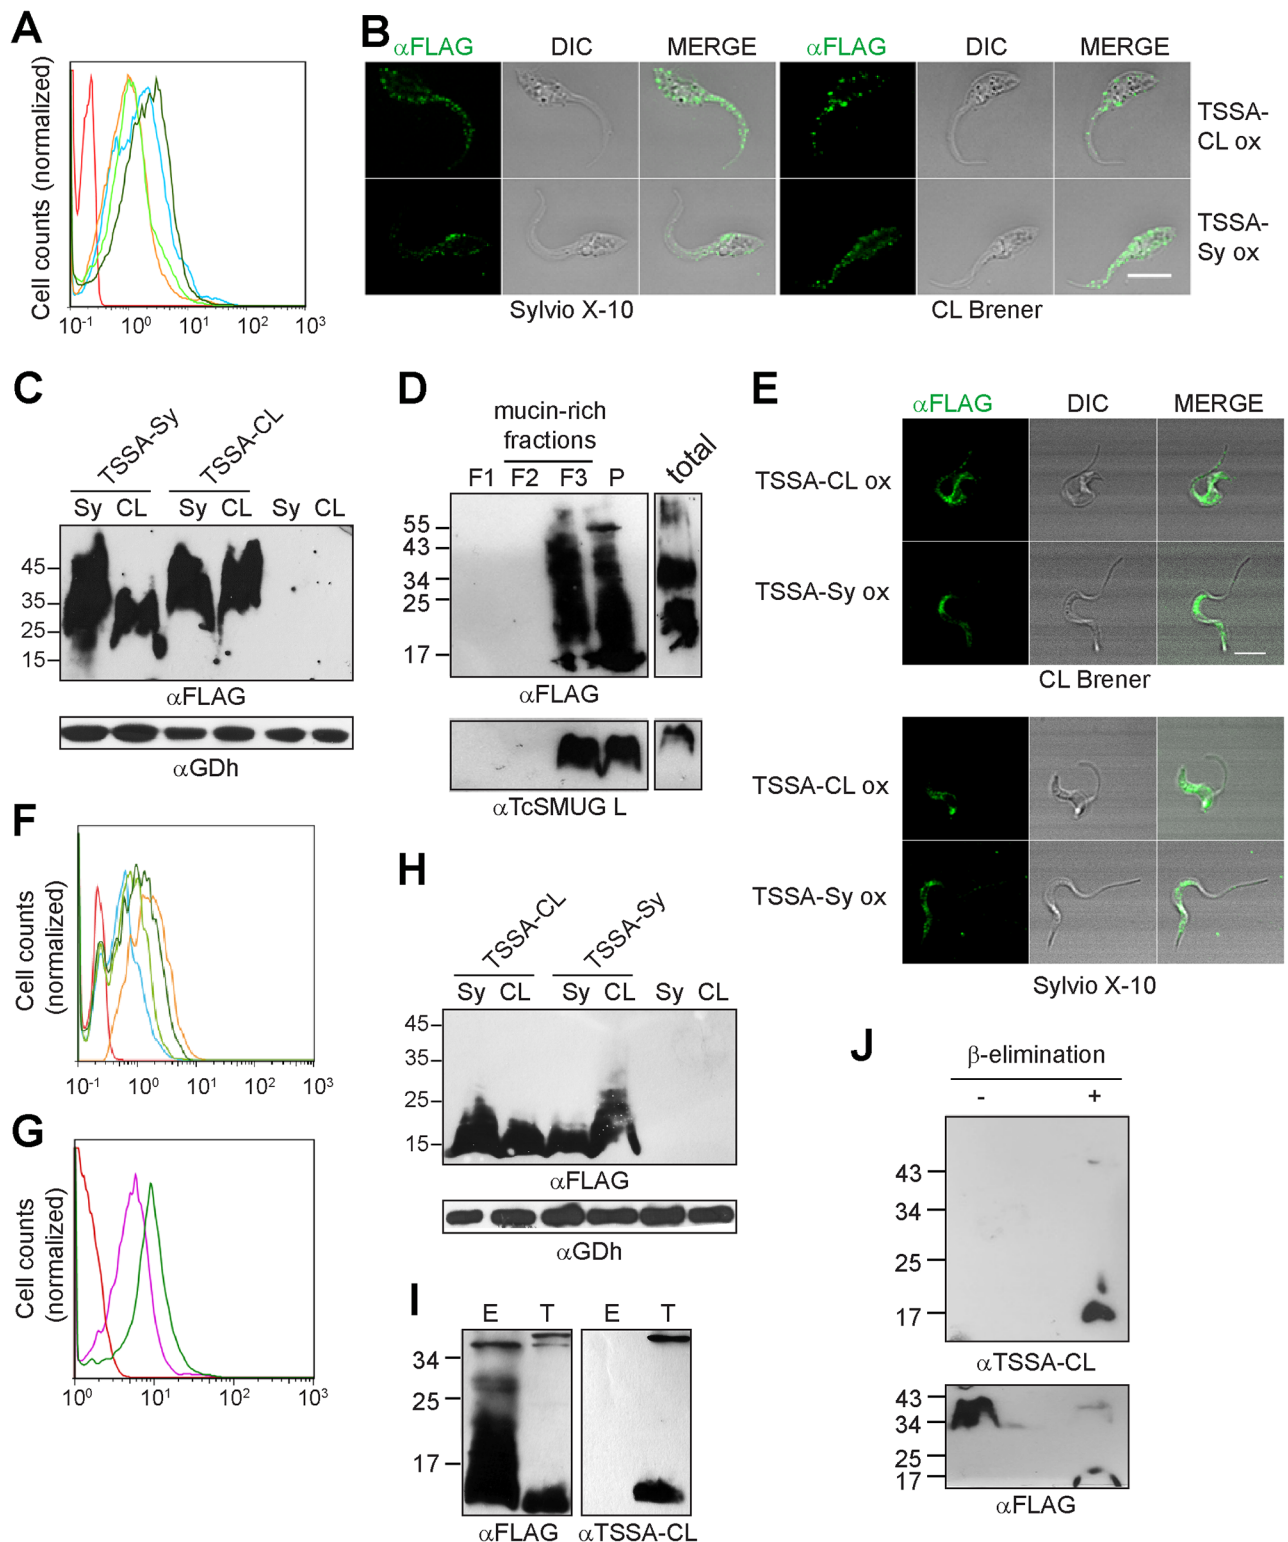 A
Cell counts (normalized)
10-1 100 101 102 103
B
αFLAG DIC MERGE αFLAG DIC MERGE
TSSA-
CL ox
TSSA-
Sy ox
Sylvio X-10 CL Brener
C
TSSA-Sy TSSA-CL
Sy CL Sy CL Sy CL
45
35
25
15
αFLAG
αGDh
D
mucin-rich
fractions
F1 F2 F3 P total
55
43
34
25
17
αFLAG
αTcSMUG L
E
αFLAG DIC MERGE
TSSA-CL ox
TSSA-Sy ox
CL Brener
TSSA-CL ox
TSSA-Sy ox
Sylvio X-10
F
Cell counts
(normalized)
10-1 100 101 102 103
G
Cell counts
(normalized)
100 101 102 103
H
TSSA-CL TSSA-Sy
Sy CL Sy CL Sy CL
45
35
25
15
αFLAG
αGDh
I
E T E T
34
25
17
αFLAG αTSSA-CL
J
β-elimination
- +
43
34
25
17
αTSSA-CL
43
34
25
17
αFLAG